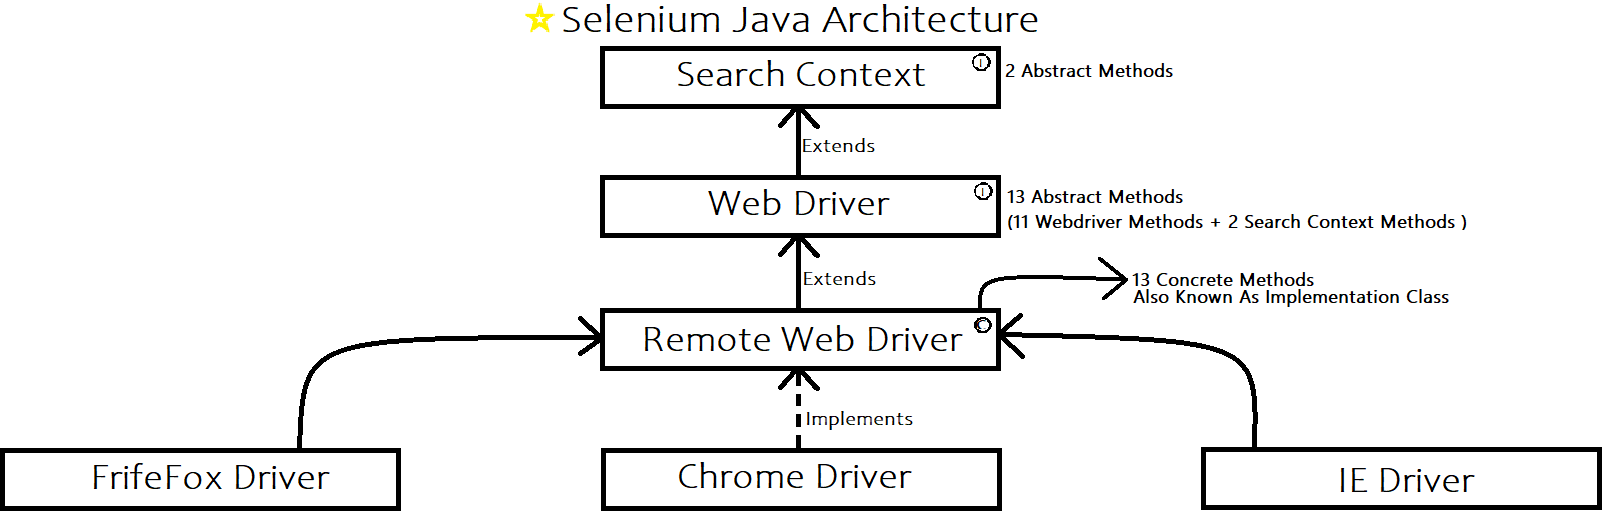 Selenium Java Architecture
Search Context
I
2 Abstract Methods
Extends
Web Driver
I
13 Abstract Methods
(11 Webdriver Methods + 2 Search Context Methods )
Extends
13 Concrete Methods
Also Known As Implementation Class
Remote Web Driver
C
Implements
FrifeFox Driver
Chrome Driver
IE Driver